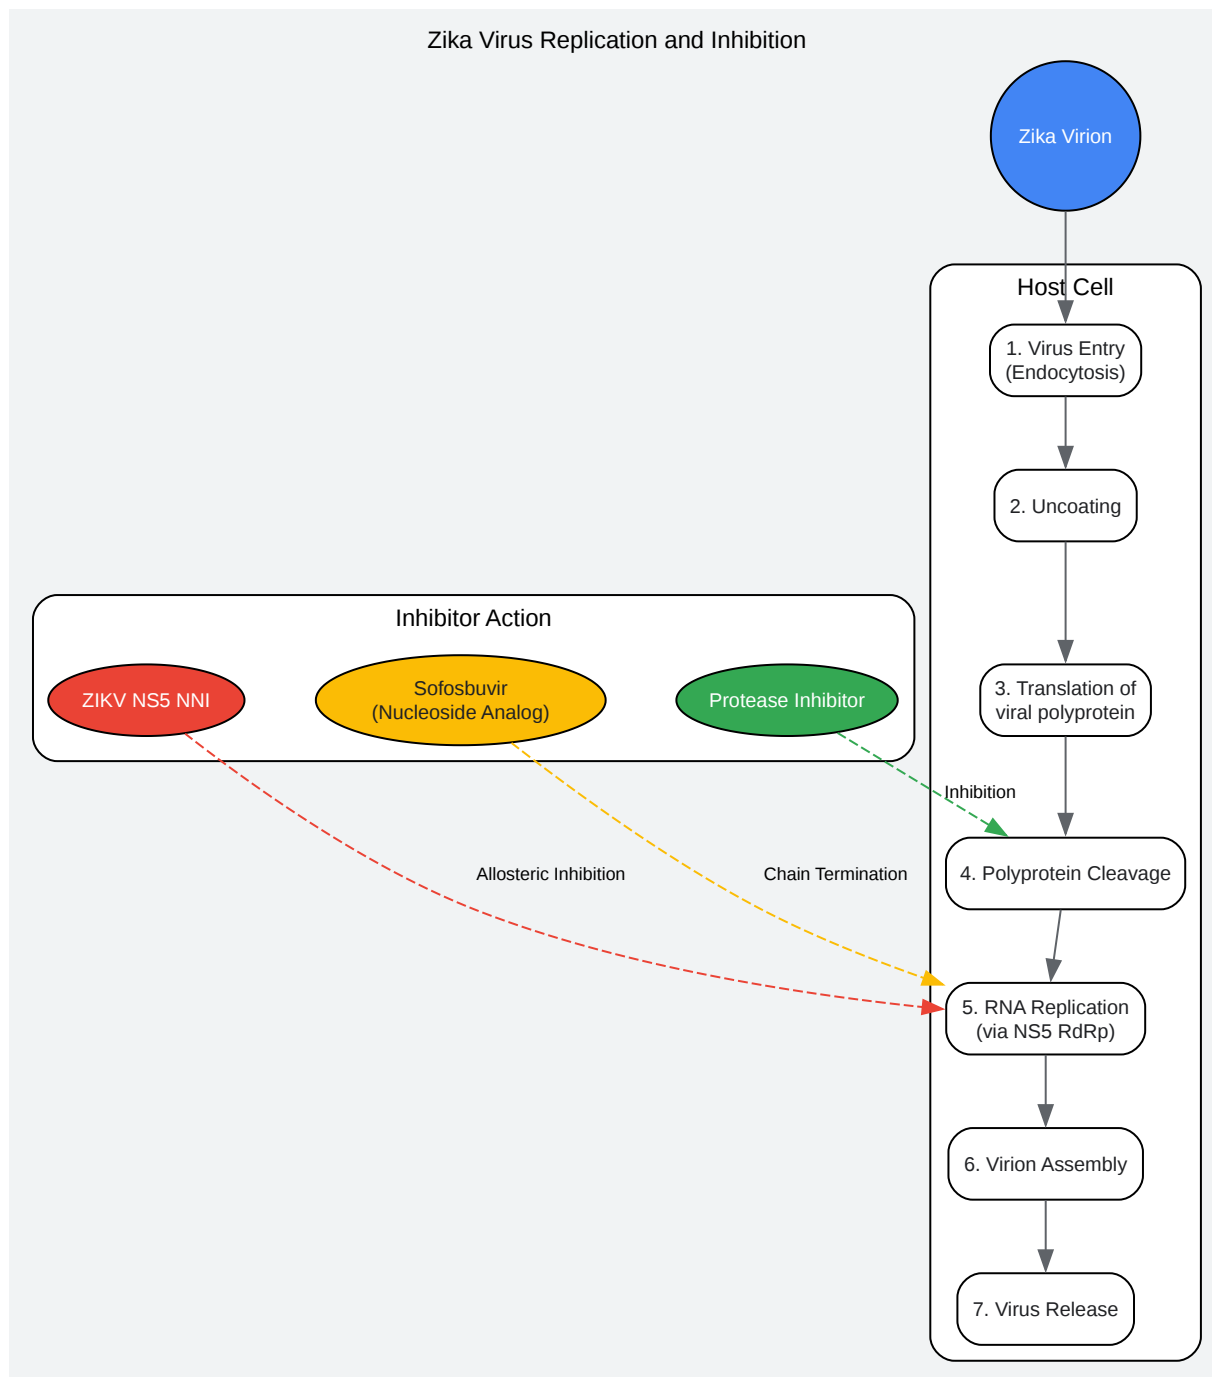 Zika Virus Replication and Inhibition
Zika Virion
Host Cell
1. Virus Entry
(Endocytosis)
2. Uncoating
Inhibitor Action
ZIKV NS5 NNI
Sofosbuvir
(Nucleoside Analog)
Protease Inhibitor
3. Translation of
viral polyprotein
Inhibition
Allosteric Inhibition
Chain Termination
4. Polyprotein Cleavage
5. RNA Replication
(via NS5 RdRp)
6. Virion Assembly
7. Virus Release